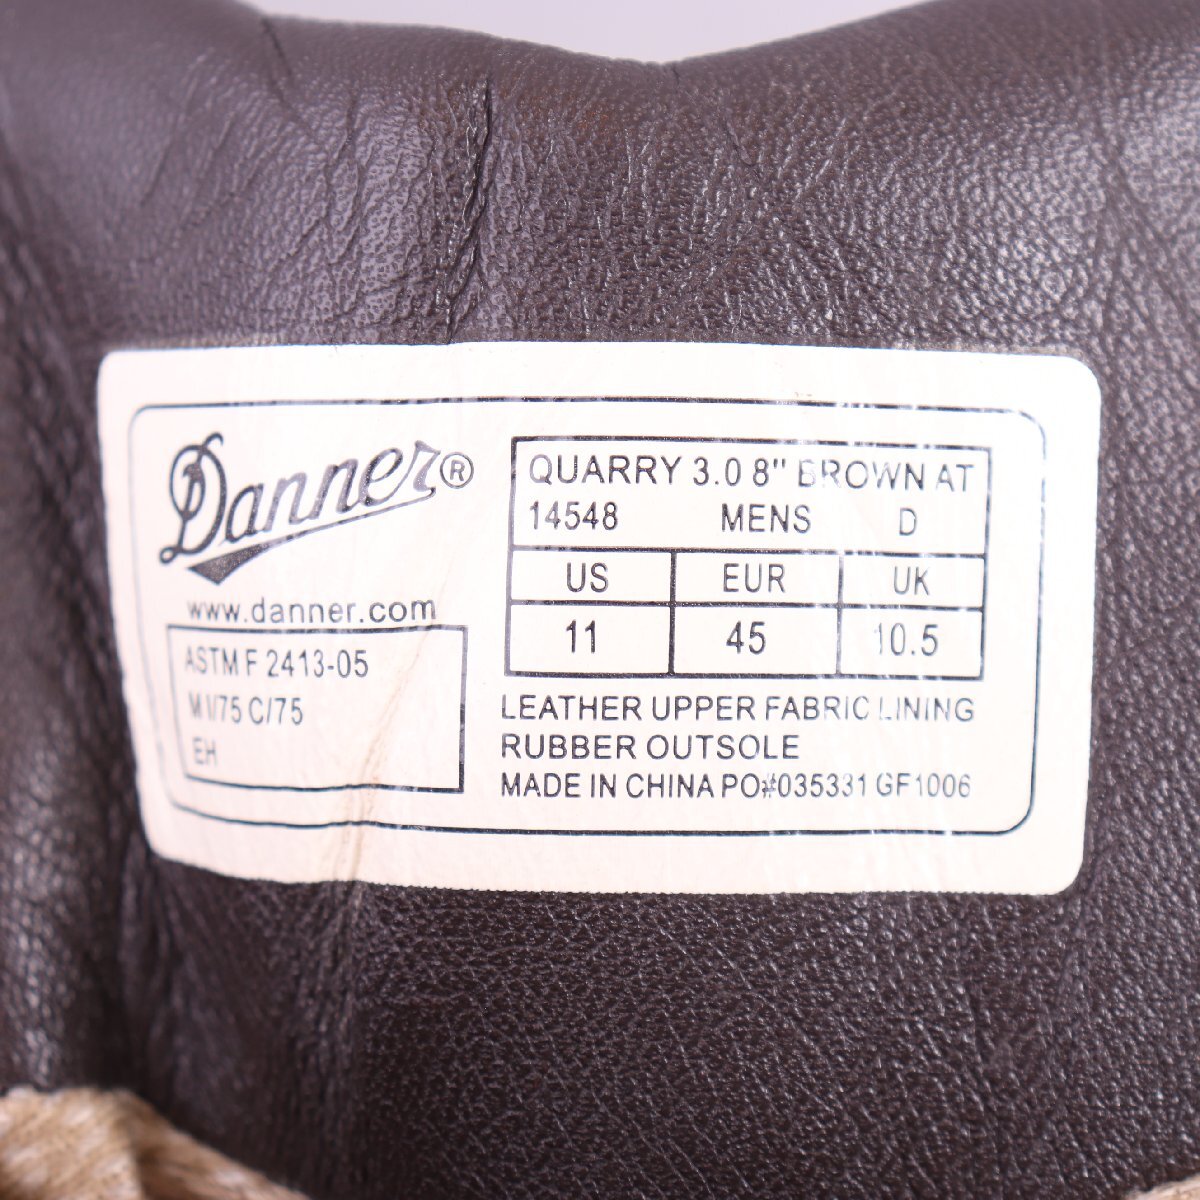 Danner®
www.danner.com
ASTM F 2413-05
M I/75 C/75
EH
QUARRY 3.0 8" BROWN AT
14548 MENS D
US EUR UK
11 45 10.5
LEATHER UPPER FABRIC LINING
RUBBER OUTSOLE
MADE IN CHINA PO#035331 GF1006